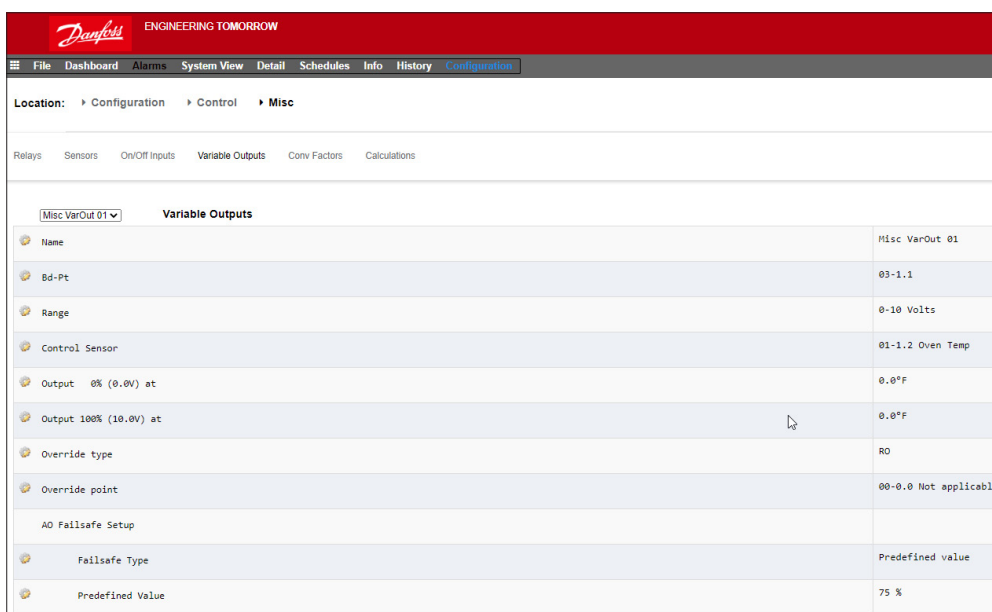 Danfoss ENGINEERING TOMORROW
File Dashboard Alarms System View Detail Schedules Info History Configuration
Location: Configuration Control Misc
Relays Sensors On/Off Inputs Variable Outputs Conv Factors Calculations
Misc VarOut 01 Variable Outputs
Name Misc VarOut 01
Bd-Pt 03-1.1
Range 0-10 Volts
Control Sensor 01-1.2 Oven Temp
Output 0% (0.0V) at 0.0°F
Output 100% (10.0V) at 0.0°F
Override type RO
Override point 00-0.0 Not applicabl
AO Failsafe Setup
Failsafe Type Predefined value
Predefined Value 75 %